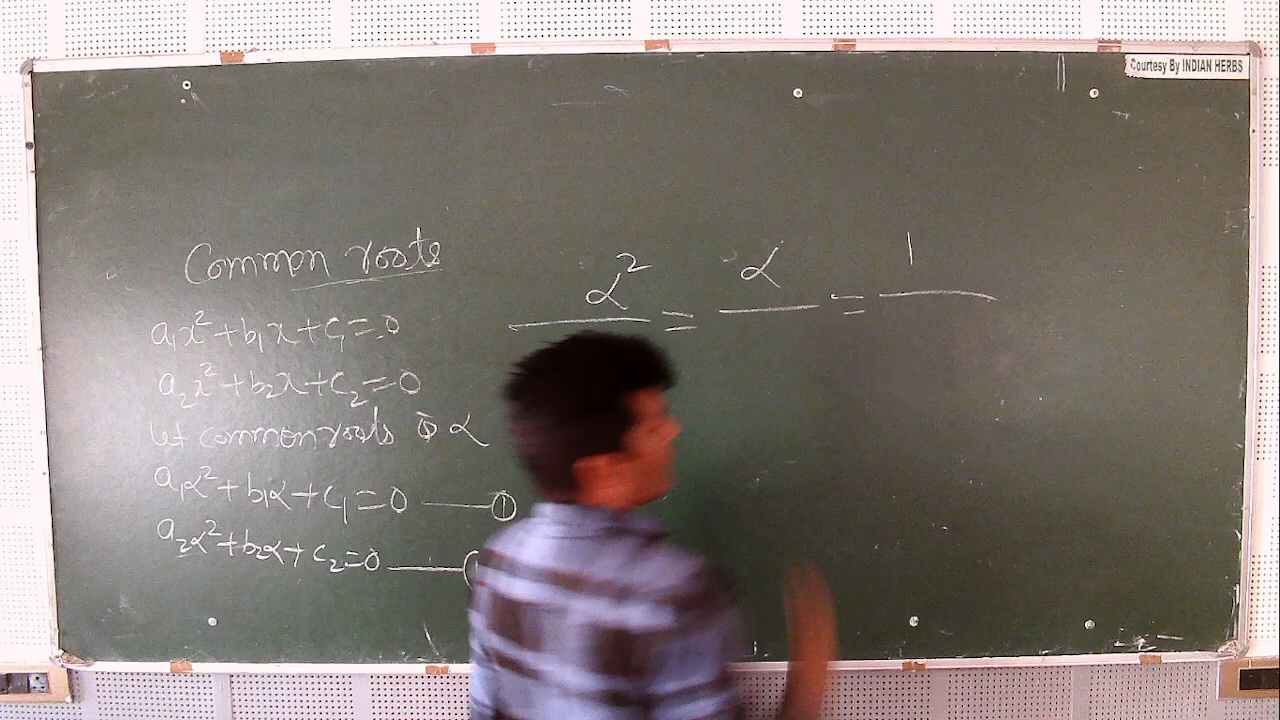 Courtesy By INDIAN HERBS
Common roots
a₁x²+b₁x+c₁=0
a₂x²+b₂x+c₂=0
let common roots is α
a₁α²+b₁α+c₁=0 —①
a₂α²+b₂α+c₂=0 —
α²/ = α/ = 1/